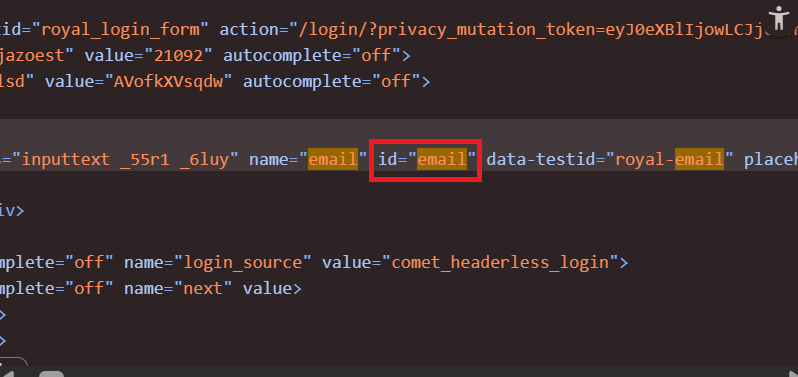 tid="royal_login_form" action="/login/?privacy_mutation_token=eyJ0eXBlIjowLCJj
jazoest" value="21092" autocomplete="off">
lsd" value="AVofkXVsqdw" autocomplete="off">
="inputtext _55r1 _6luy" name="email" id="email" data-testid="royal-email" placeh
iv>
mplete="off" name="login_source" value="comet_headerless_login">
mplete="off" name="next" value>
>
>